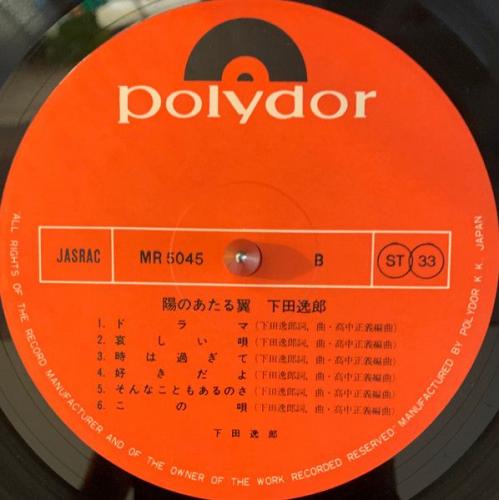 polydor
JASRAC MR 5045 B ST 33
陽のあたる翼 下田逸郎
1. ドラマ (下田逸郎詞, 曲・高中正義編曲)
2. 哀しい唄 (下田逸郎詞, 曲・高中正義編曲)
3. 時は過ぎて (下田逸郎詞, 曲・高中正義編曲)
4. 好きだよ (下田逸郎詞, 曲・高中正義編曲)
5. そんなこともあるのさ (下田逸郎詞, 曲・高中正義編曲)
6. この唄 (下田逸郎詞, 曲・高中正義編曲)
下田逸郎
ALL RIGHTS OF THE RECORD MANUFACTURER AND OF THE OWNER OF THE WORK RECORDED RESERVED MANUFACTURED BY POLYDOR K. K. JAPAN